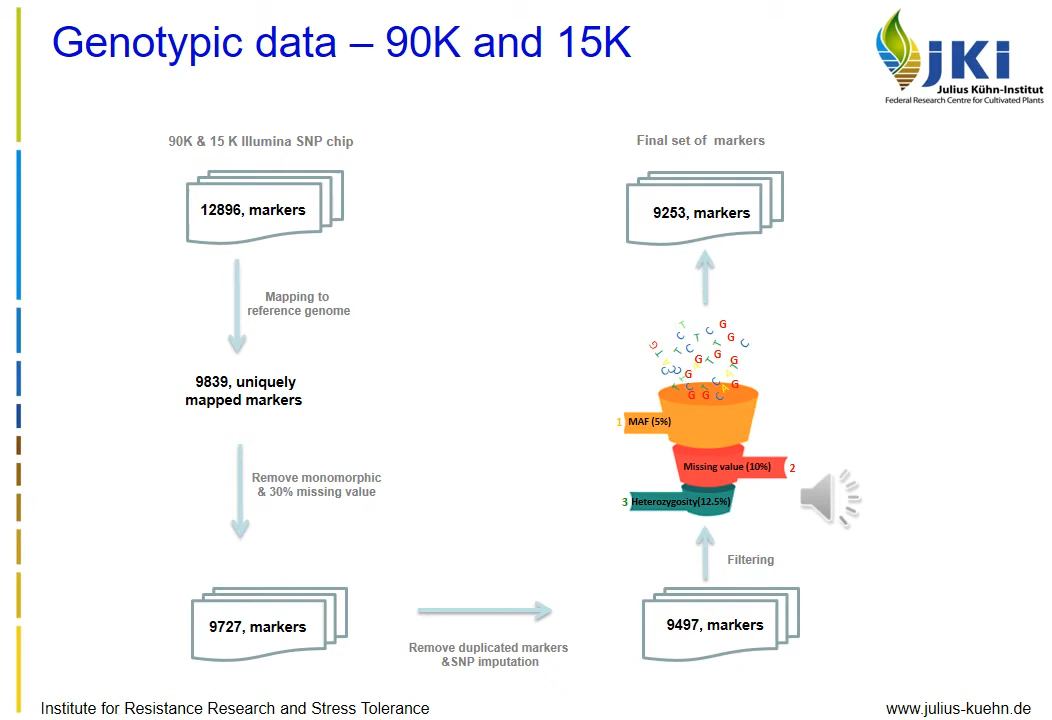 Genotypic data – 90K and 15K
JKI
Julius Kühn-Institut
Federal Research Centre for Cultivated Plants
90K & 15 K Illumina SNP chip
12896, markers
Mapping to
reference genome
9839, uniquely
mapped markers
Remove monomorphic
& 30% missing value
9727, markers
Remove duplicated markers
&SNP imputation
9497, markers
Filtering
1 MAF (5%)
Missing value (10%) 2
3 Heterozygosity(12.5%)
Final set of markers
9253, markers
Institute for Resistance Research and Stress Tolerance
www.julius-kuehn.de